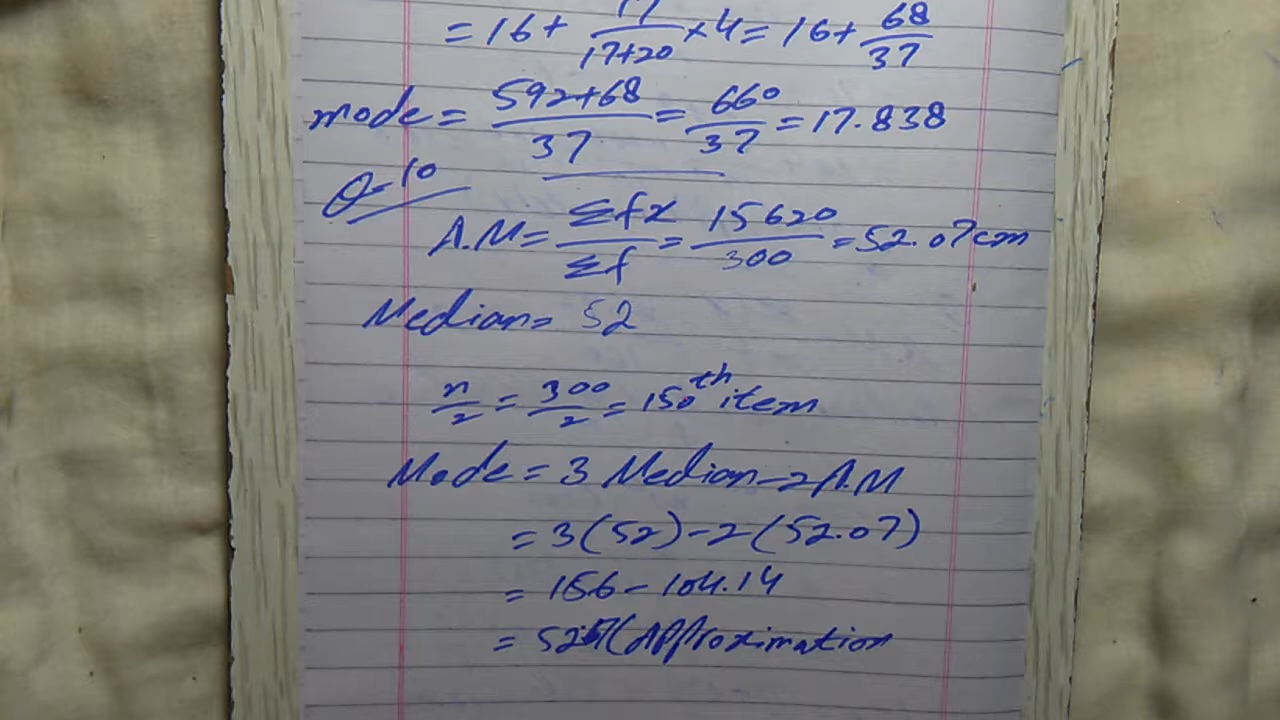 = 16 + 17/17+20 × 4 = 16 + 68/37
mode = 592+68/37 = 660/37 = 17.838
Q-10
A.M = Σfx/Σf = 15620/300 = 52.07cm
Median = 52
n/2 = 300/2 = 150th item
Mode = 3 Median - 2 A.M
= 3(52) - 2(52.07)
= 156 - 104.14
(Approximation